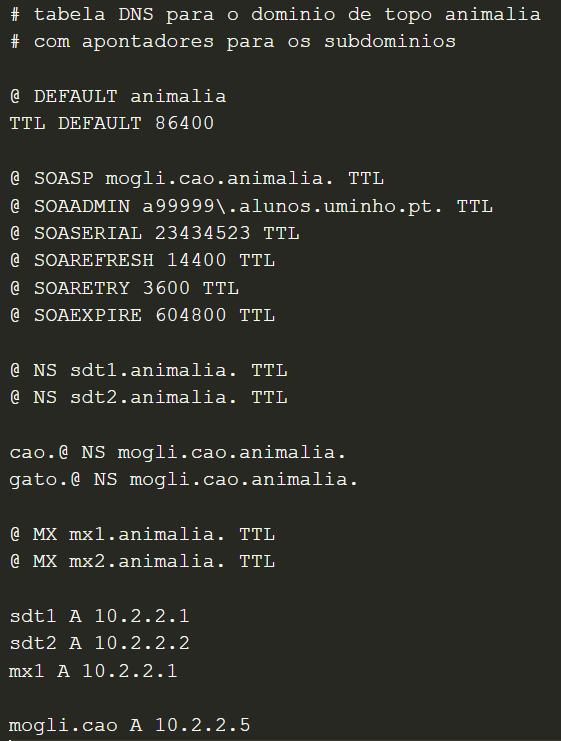 # tabela DNS para o dominio de topo animalia
# com apontadores para os subdominios
@ DEFAULT animalia
TTL DEFAULT 86400
@ SOASP mogli.cao.animalia. TTL
@ SOAADMIN a99999\.alunos.uminho.pt. TTL
@ SOASERIAL 23434523 TTL
@ SOAREFRESH 14400 TTL
@ SOARETRY 3600 TTL
@ SOAEXPIRE 604800 TTL
@ NS sdt1.animalia. TTL
@ NS sdt2.animalia. TTL
cao.@ NS mogli.cao.animalia.
gato.@ NS mogli.cao.animalia.
@ MX mx1.animalia. TTL
@ MX mx2.animalia. TTL
sdt1 A 10.2.2.1
sdt2 A 10.2.2.2
mx1 A 10.2.2.1
mogli.cao A 10.2.2.5